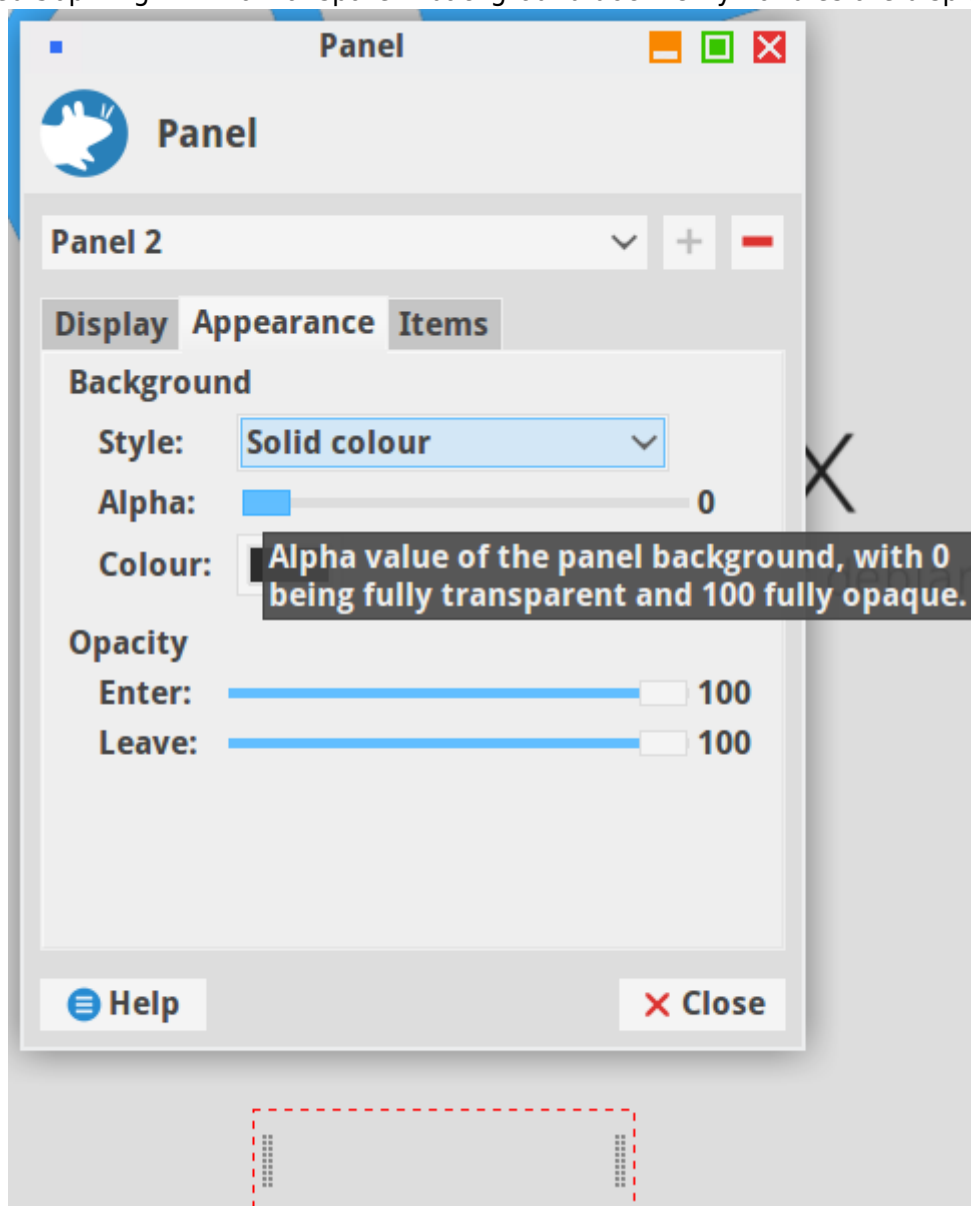 Panel
Panel
Panel 2
Display Appearance Items
Background
Style: Solid colour
Alpha: 0
Colour:
Alpha value of the panel background, with 0
being fully transparent and 100 fully opaque.
Opacity
Enter: 100
Leave: 100
Help Close
X